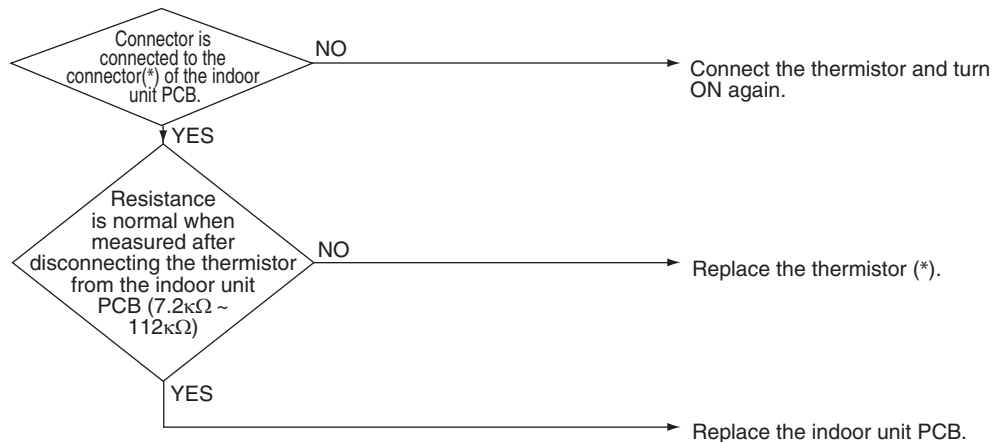 Connector is
connected to the
connector(*) of the indoor
unit PCB.
NO
Connect the thermistor and turn
ON again.
YES
Resistance
is normal when
measured after
disconnecting the thermistor
from the indoor unit
PCB (7.2κΩ ~
112κΩ)
NO
Replace the thermistor (*).
YES
Replace the indoor unit PCB.